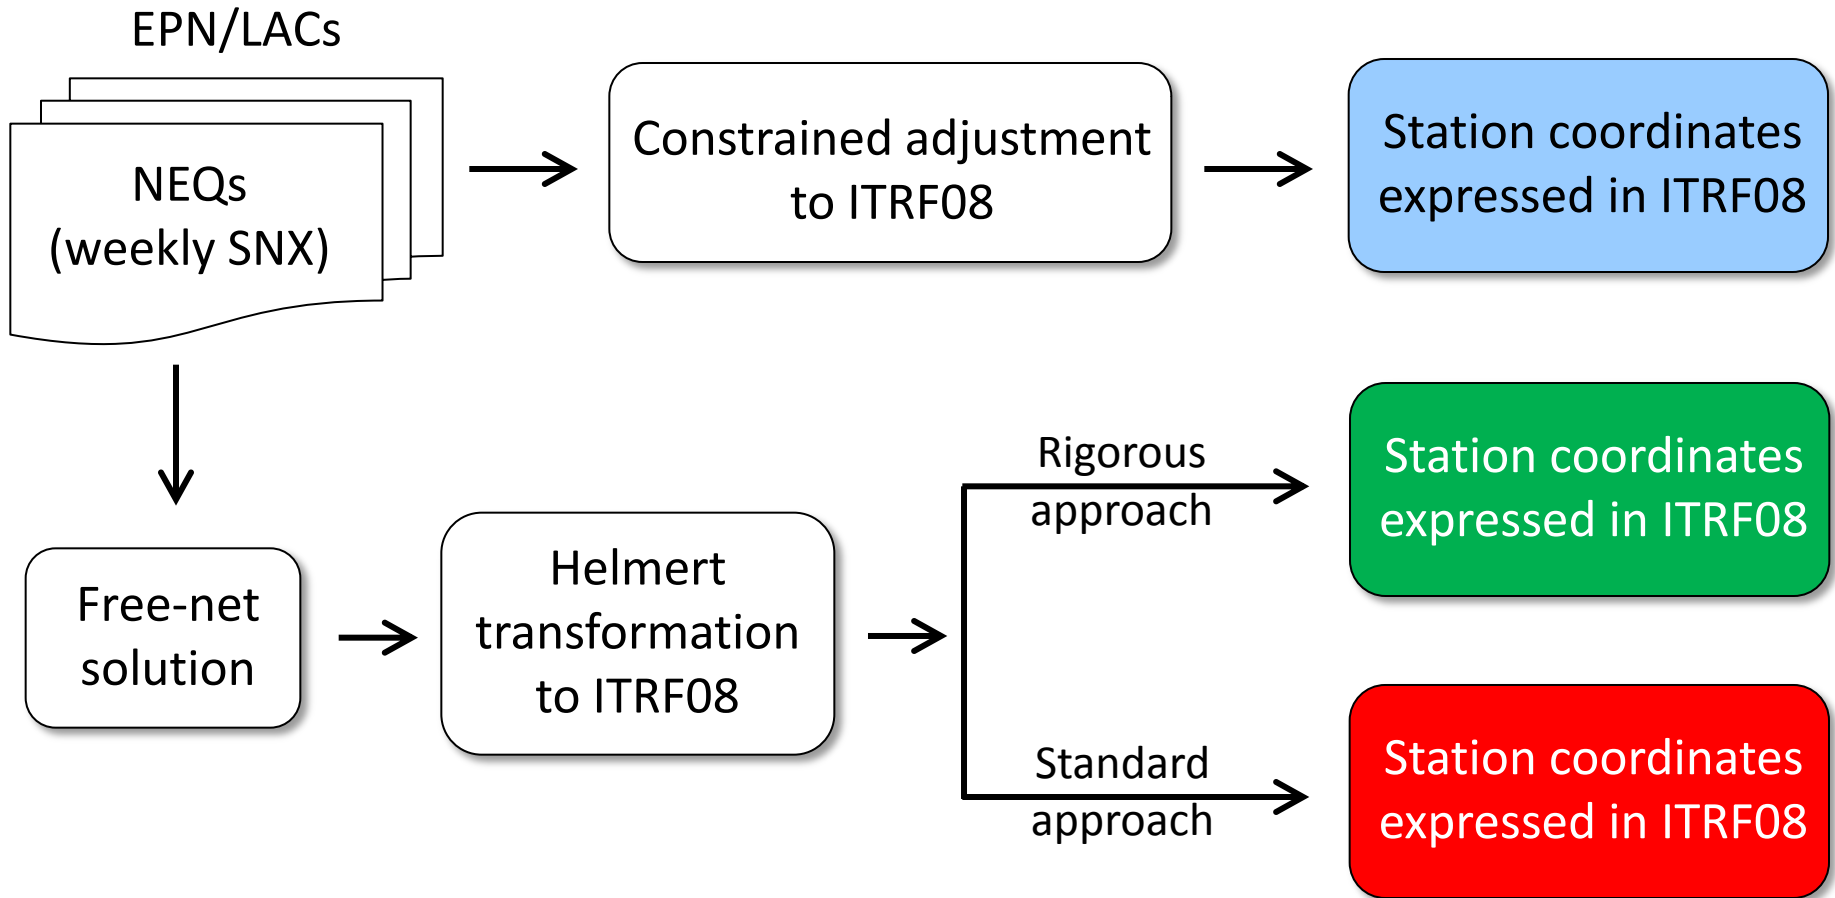 EPN/LACs
NEQs
(weekly SNX)
Constrained adjustment
to ITRF08
Station coordinates
expressed in ITRF08
Free-net
solution
Helmert
transformation
to ITRF08
Rigorous
approach
Station coordinates
expressed in ITRF08
Standard
approach
Station coordinates
expressed in ITRF08